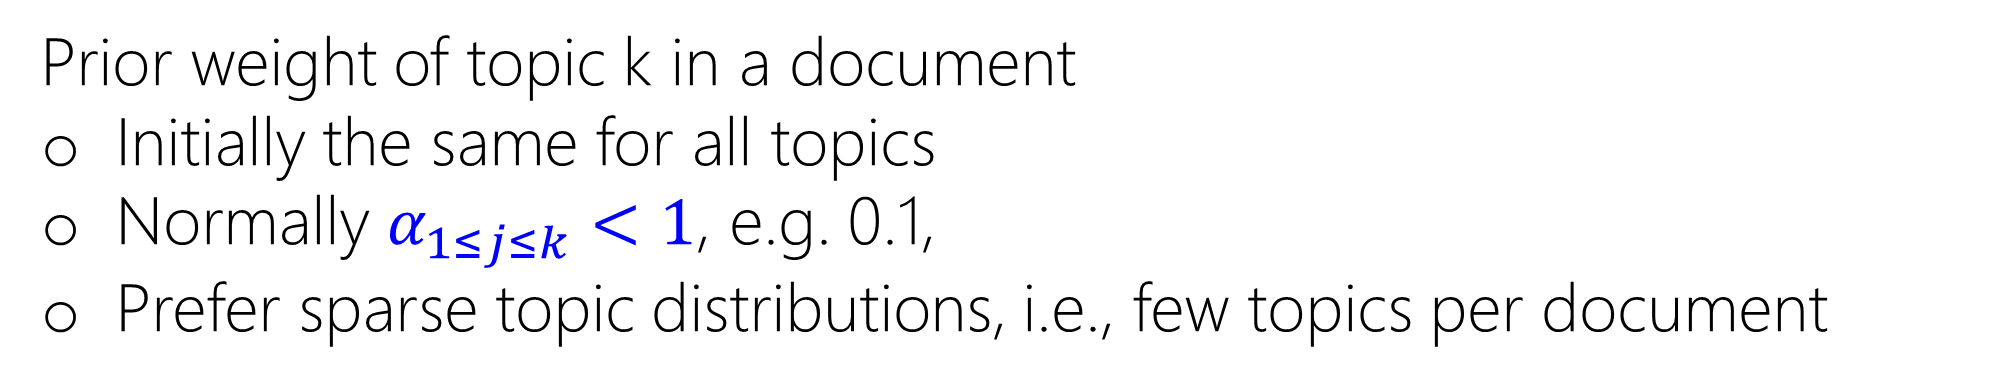 Prior weight of topic k in a document
o Initially the same for all topics
o Normally α₁≤j≤k < 1, e.g. 0.1,
o Prefer sparse topic distributions, i.e., few topics per document